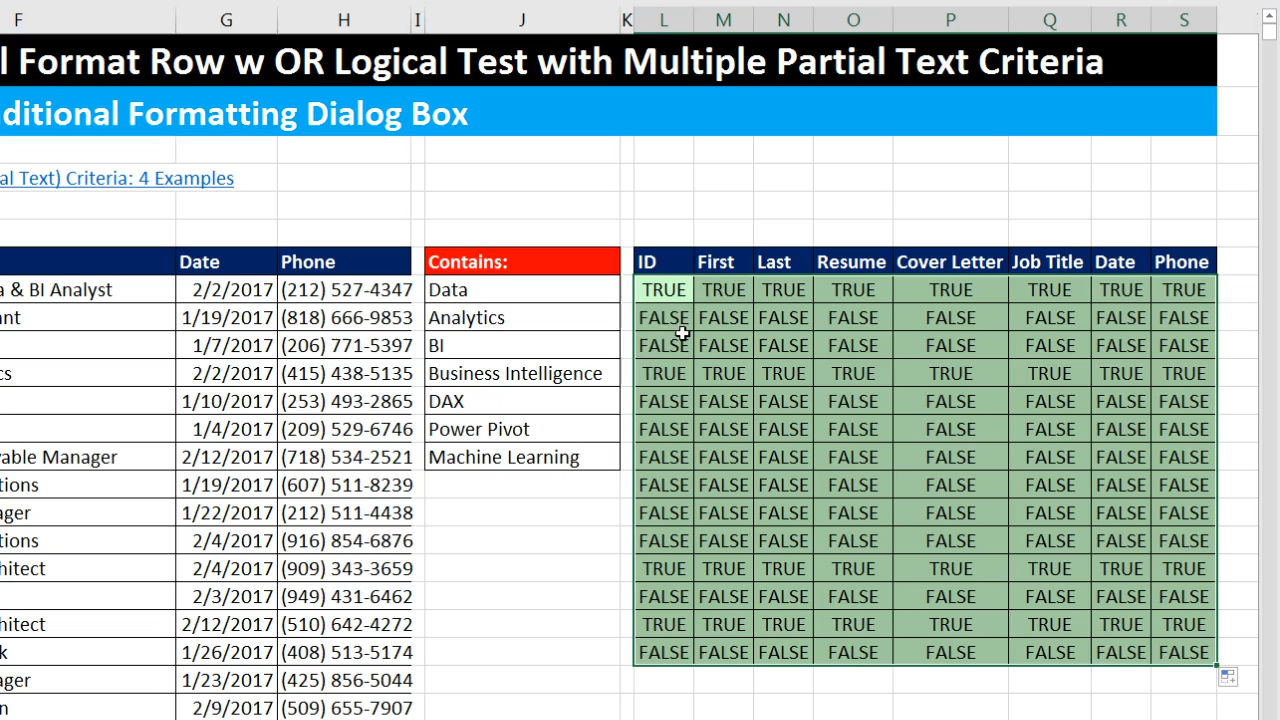 F G H I J K L M N O P Q R S
l Format Row w OR Logical Test with Multiple Partial Text Criteria
nditional Formatting Dialog Box
al Text) Criteria: 4 Examples
Date Phone Contains: ID First Last Resume Cover Letter Job Title Date Phone
a & BI Analyst 2/2/2017 (212) 527-4347 Data TRUE TRUE TRUE TRUE TRUE TRUE TRUE TRUE
nt 1/19/2017 (818) 666-9853 Analytics FALSE FALSE FALSE FALSE FALSE FALSE FALSE FALSE
1/7/2017 (206) 771-5397 BI FALSE FALSE FALSE FALSE FALSE FALSE FALSE FALSE
cs 2/2/2017 (415) 438-5135 Business Intelligence TRUE TRUE TRUE TRUE TRUE TRUE TRUE TRUE
1/10/2017 (253) 493-2865 DAX FALSE FALSE FALSE FALSE FALSE FALSE FALSE FALSE
1/4/2017 (209) 529-6746 Power Pivot FALSE FALSE FALSE FALSE FALSE FALSE FALSE FALSE
yable Manager 2/12/2017 (718) 534-2521 Machine Learning FALSE FALSE FALSE FALSE FALSE FALSE FALSE FALSE
tions 1/19/2017 (607) 511-8239 FALSE FALSE FALSE FALSE FALSE FALSE FALSE FALSE
ager 1/22/2017 (212) 511-4438 FALSE FALSE FALSE FALSE FALSE FALSE FALSE FALSE
tions 2/4/2017 (916) 854-6876 FALSE FALSE FALSE FALSE FALSE FALSE FALSE FALSE
chitect 2/4/2017 (909) 343-3659 TRUE TRUE TRUE TRUE TRUE TRUE TRUE TRUE
2/3/2017 (949) 431-6462 FALSE FALSE FALSE FALSE FALSE FALSE FALSE FALSE
chitect 2/12/2017 (510) 642-4272 TRUE TRUE TRUE TRUE TRUE TRUE TRUE TRUE
k 1/26/2017 (408) 513-5174 FALSE FALSE FALSE FALSE FALSE FALSE FALSE FALSE
ager 1/23/2017 (425) 856-5044
n 2/9/2017 (509) 655-7907